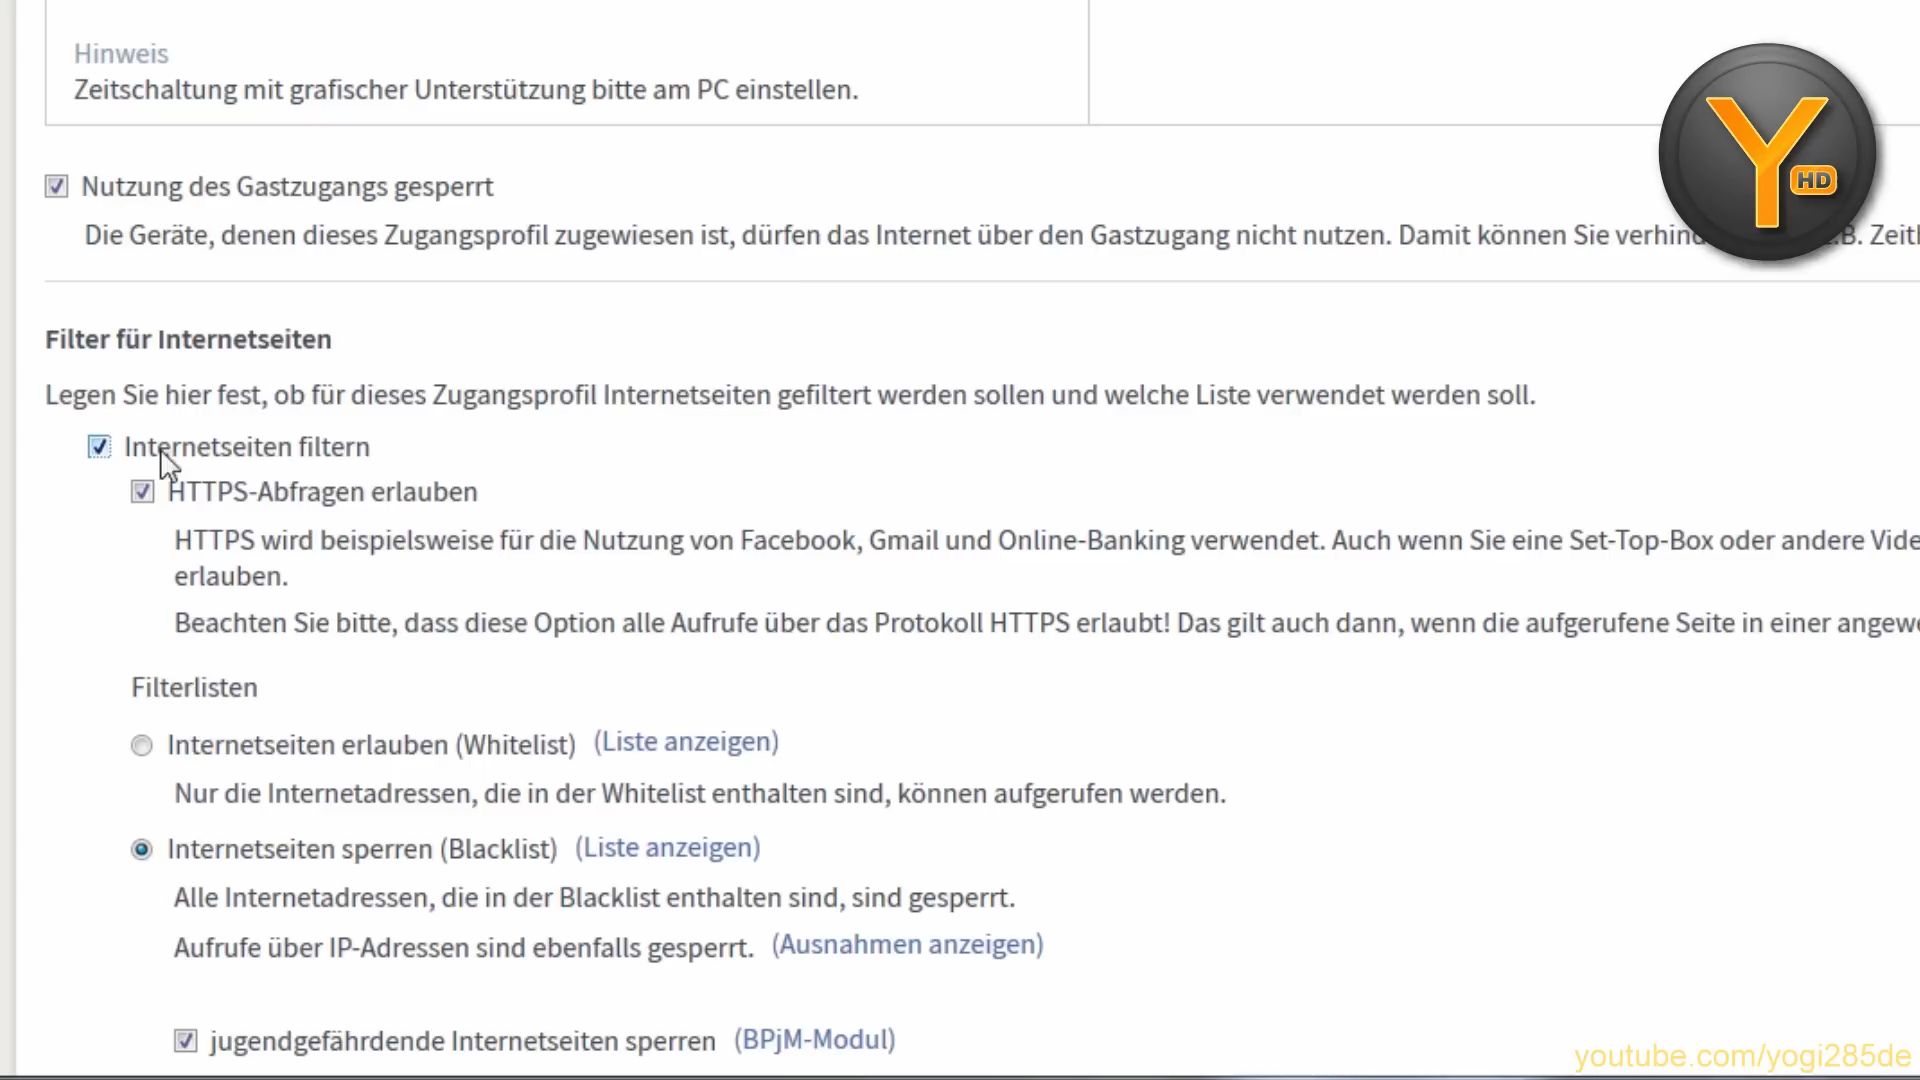 Hinweis
Zeitschaltung mit grafischer Unterstützung bitte am PC einstellen.
Y
HD
Nutzung des Gastzugangs gesperrt
Die Geräte, denen dieses Zugangsprofil zugewiesen ist, dürfen das Internet über den Gastzugang nicht nutzen. Damit können Sie
Filter für Internetseiten
Legen Sie hier fest, ob für dieses Zugangsprofil Internetseiten gefiltert werden sollen und welche Liste verwendet werden soll.
Internetseiten filtern
HTTPS-Abfragen erlauben
HTTPS wird beispielsweise für die Nutzung von Facebook, Gmail und Online-Banking verwendet. Auch wenn Sie eine Set-Top-Box oder andere
erlauben.
Beachten Sie bitte, dass diese Option alle Aufrufe über das Protokoll HTTPS erlaubt! Das gilt auch dann, wenn die aufgerufene Seite in einer
Filterlisten
Internetseiten erlauben (Whitelist) (Liste anzeigen)
Nur die Internetadressen, die in der Whitelist enthalten sind, können aufgerufen werden.
Internetseiten sperren (Blacklist) (Liste anzeigen)
Alle Internetadressen, die in der Blacklist enthalten sind, sind gesperrt.
Aufrufe über IP-Adressen sind ebenfalls gesperrt. (Ausnahmen anzeigen)
jugendgefährdende Internetseiten sperren (BPjM-Modul)
youtube.com/yogi285de